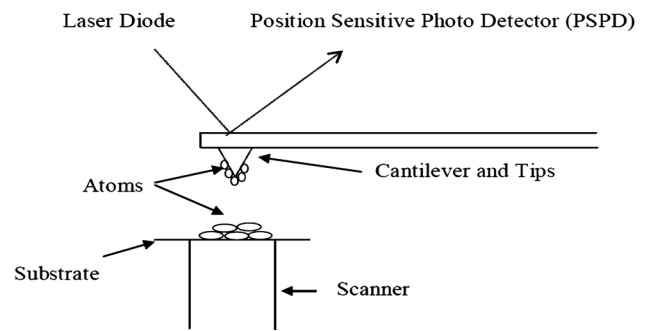 Laser Diode
Position Sensitive Photo Detector (PSPD)
Cantilever and Tips
Atoms
Substrate
Scanner